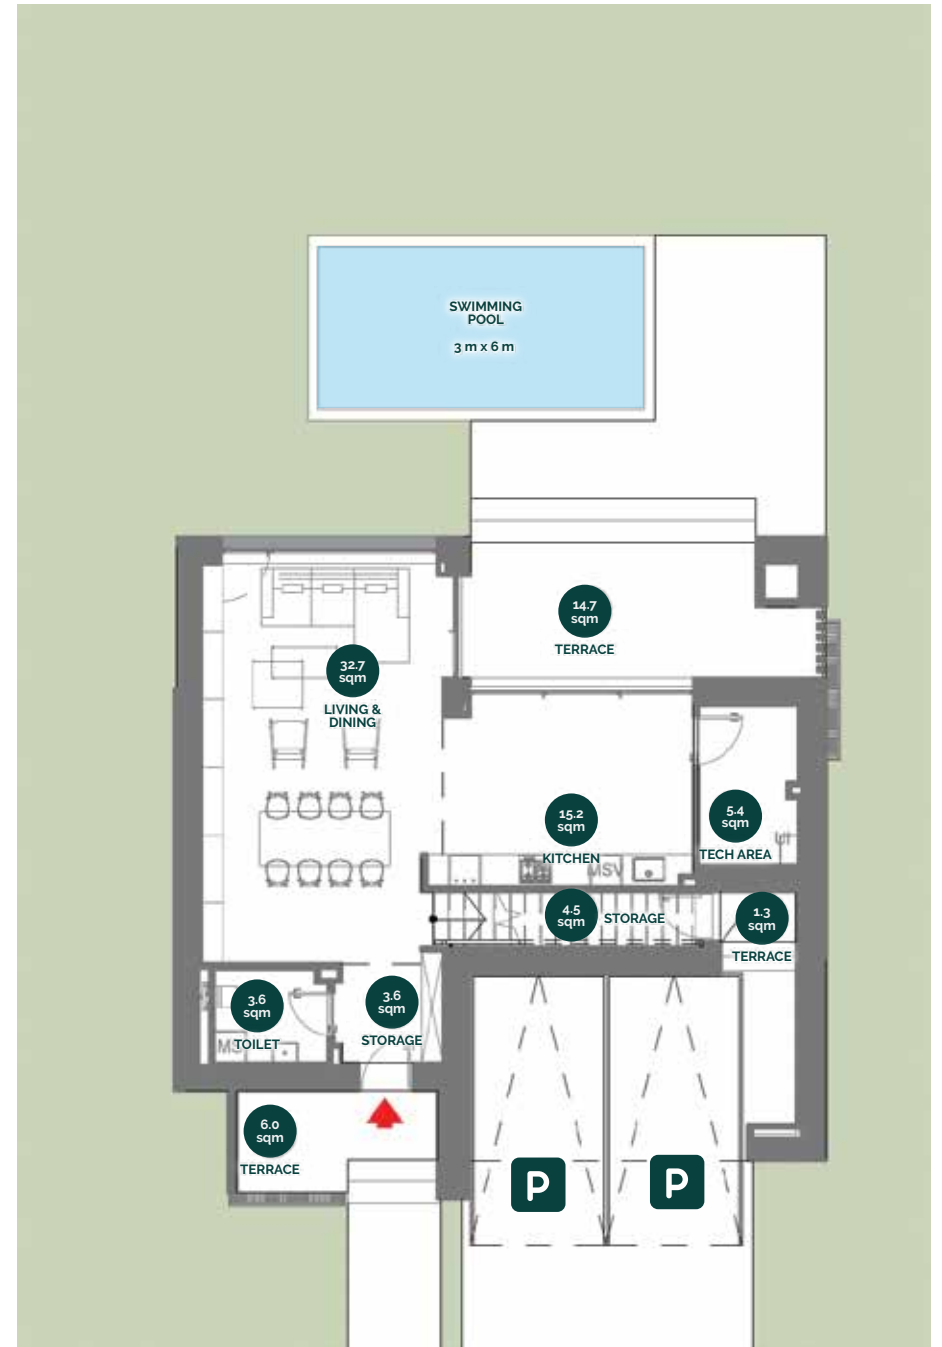 SWIMMING
POOL
3 m x 6 m
14.7
sqm
TERRACE
32.7
sqm
LIVING &
DINING
15.2
sqm
KITCHEN
MSV
5.4
sqm
TECH AREA
4.5
sqm
STORAGE
1.3
sqm
TERRACE
3.6
sqm
TOILET
3.6
sqm
STORAGE
6.0
sqm
TERRACE
P
P